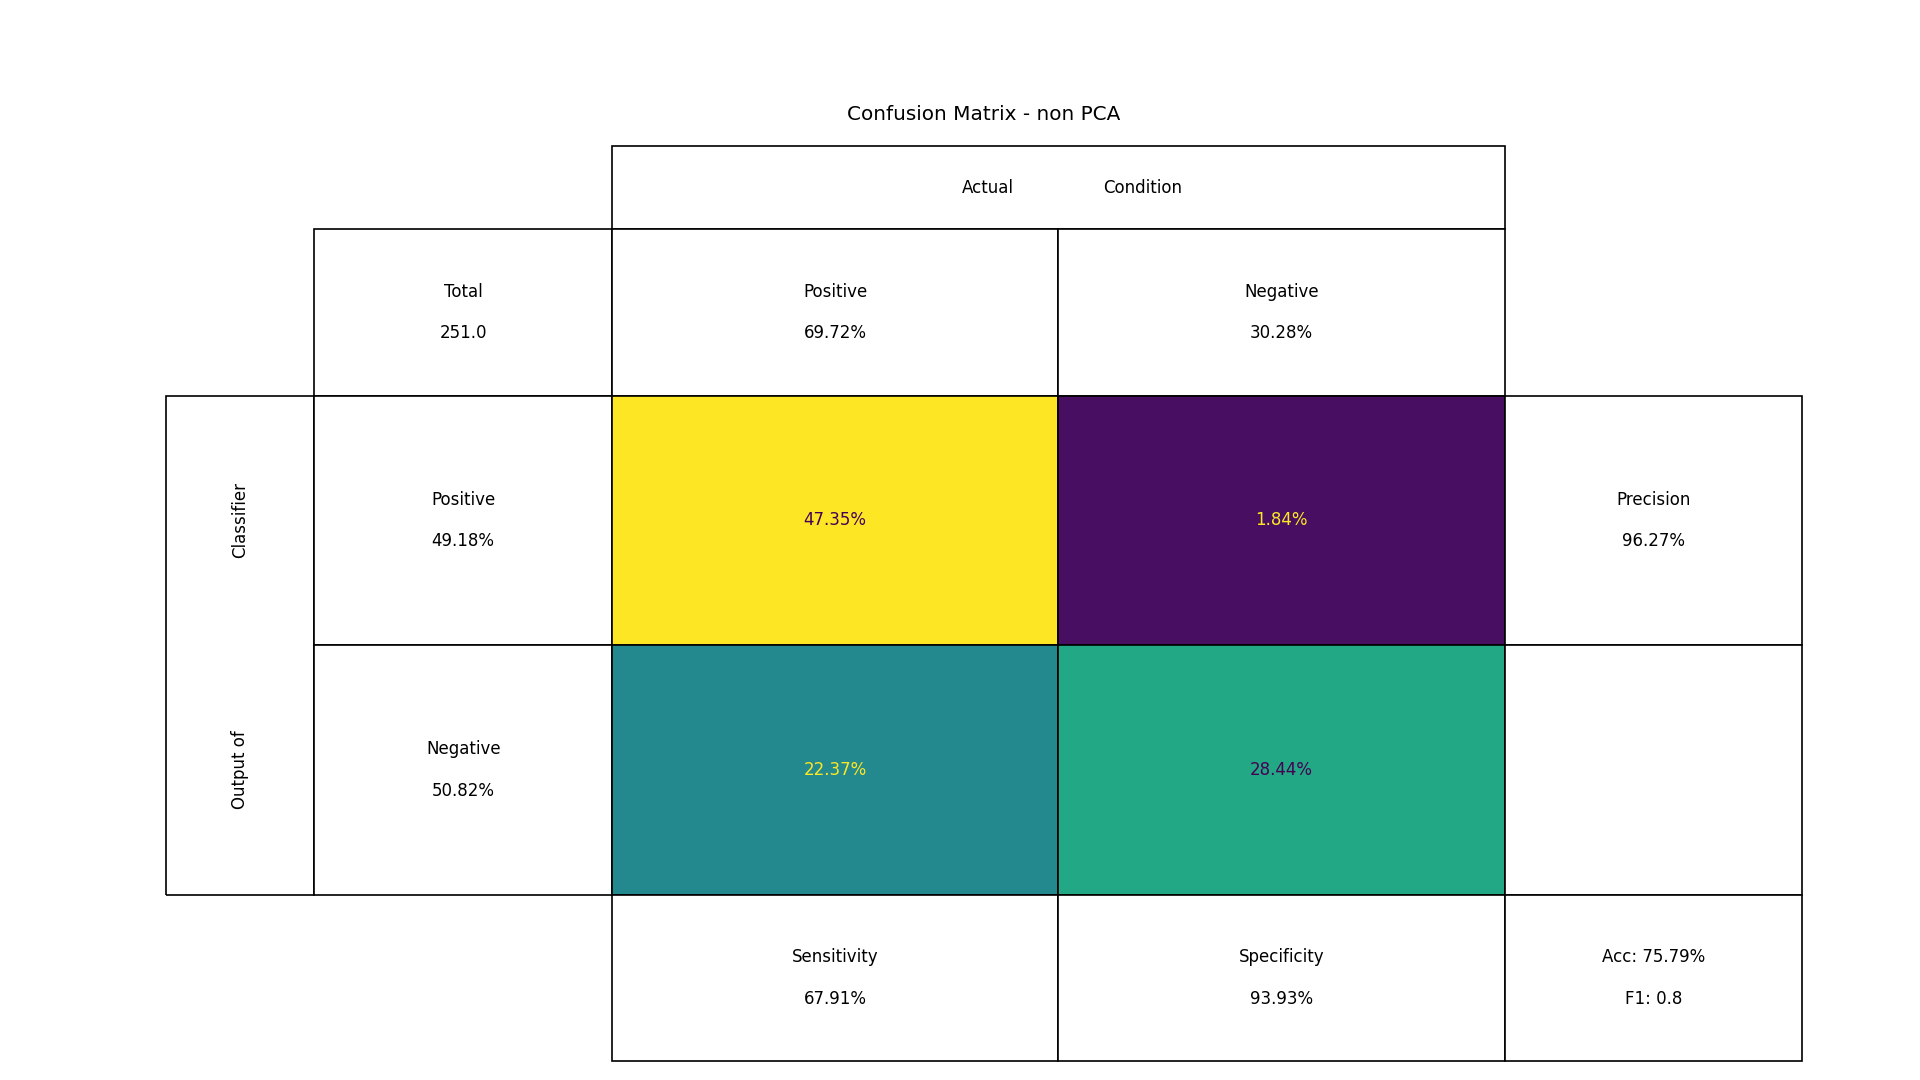 Confusion Matrix - non PCA
Actual Condition
Total
251.0
Positive
69.72%
Negative
30.28%
Classifier
Output of
Positive
49.18%
47.35%
1.84%
Precision
96.27%
Negative
50.82%
22.37%
28.44%
Sensitivity
67.91%
Specificity
93.93%
Acc: 75.79%
F1: 0.8